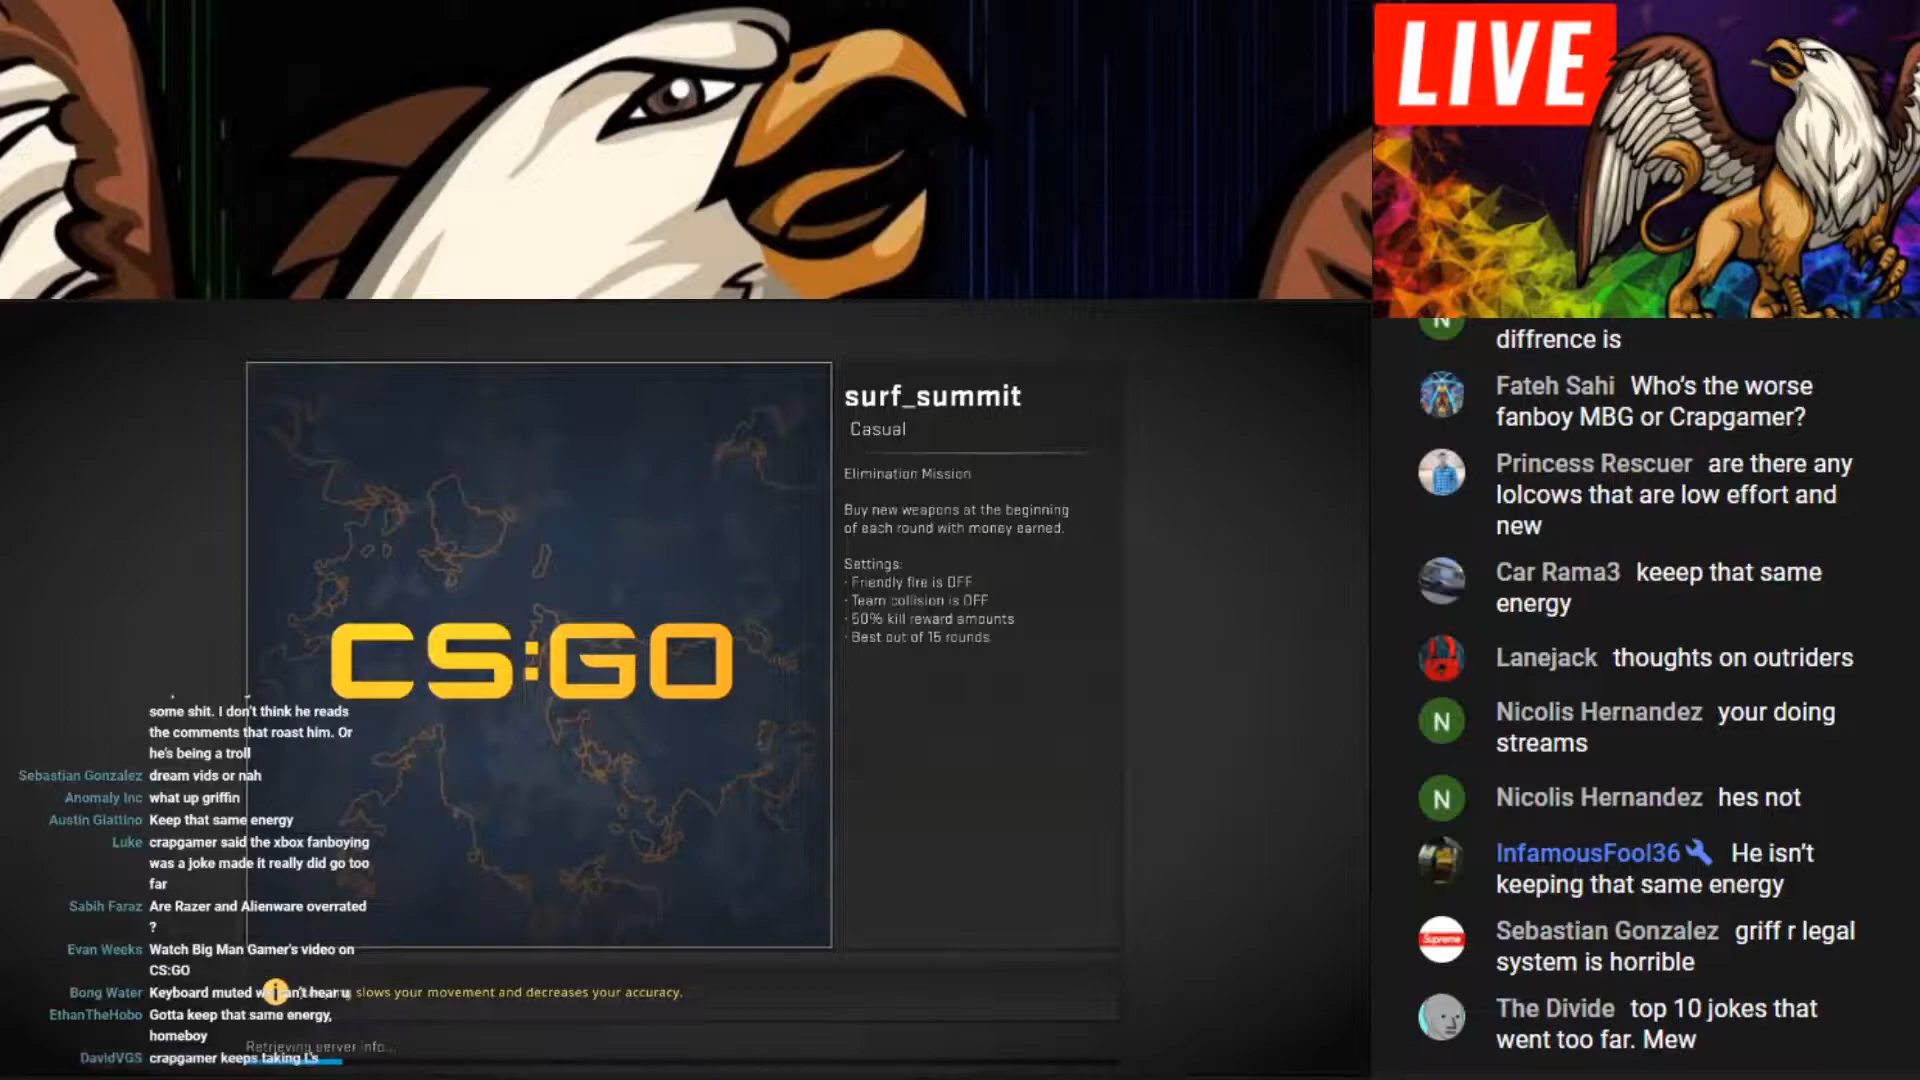 LIVE
diffrence is
Fateh Sahi Who's the worse
fanboy MBG or Crapgamer?
Princess Rescuer are there any
lolcows that are low effort and
new
Car Rama3 keeep that same
energy
Lanejack thoughts on outriders
N Nicolis Hernandez your doing
streams
N Nicolis Hernandez hes not
InfamousFool36 He isn't
keeping that same energy
Supreme
Sebastian Gonzalez griff r legal
system is horrible
The Divide top 10 jokes that
went too far. Mew
surf_summit
Casual
Elimination Mission
Buy new weapons at the beginning
of each round with money earned.
Settings:
· Friendly fire is OFF
· Team collision is OFF
· 50% kill reward amounts
· Best out of 15 rounds
CS:GO
some shit. I don't think he reads
the comments that roast him. Or
he's being a troll
Sebastian Gonzalez dream vids or nah
Anomaly Inc what up griffin
Austin Giattino Keep that same energy
Luke crapgamer said the xbox fanboying
was a joke made it really did go too
far
Sabih Faraz Are Razer and Alienware overrated
?
Evan Weeks Watch Big Man Gamer's video on
CS:GO
Bong Water Keyboard muted we can't hear
slows your movement and decreases your accuracy.
EthanTheHobo Gotta keep that same energy,
homeboy
Retrieving server info...
DavidVGS crapgamer keeps taking L's